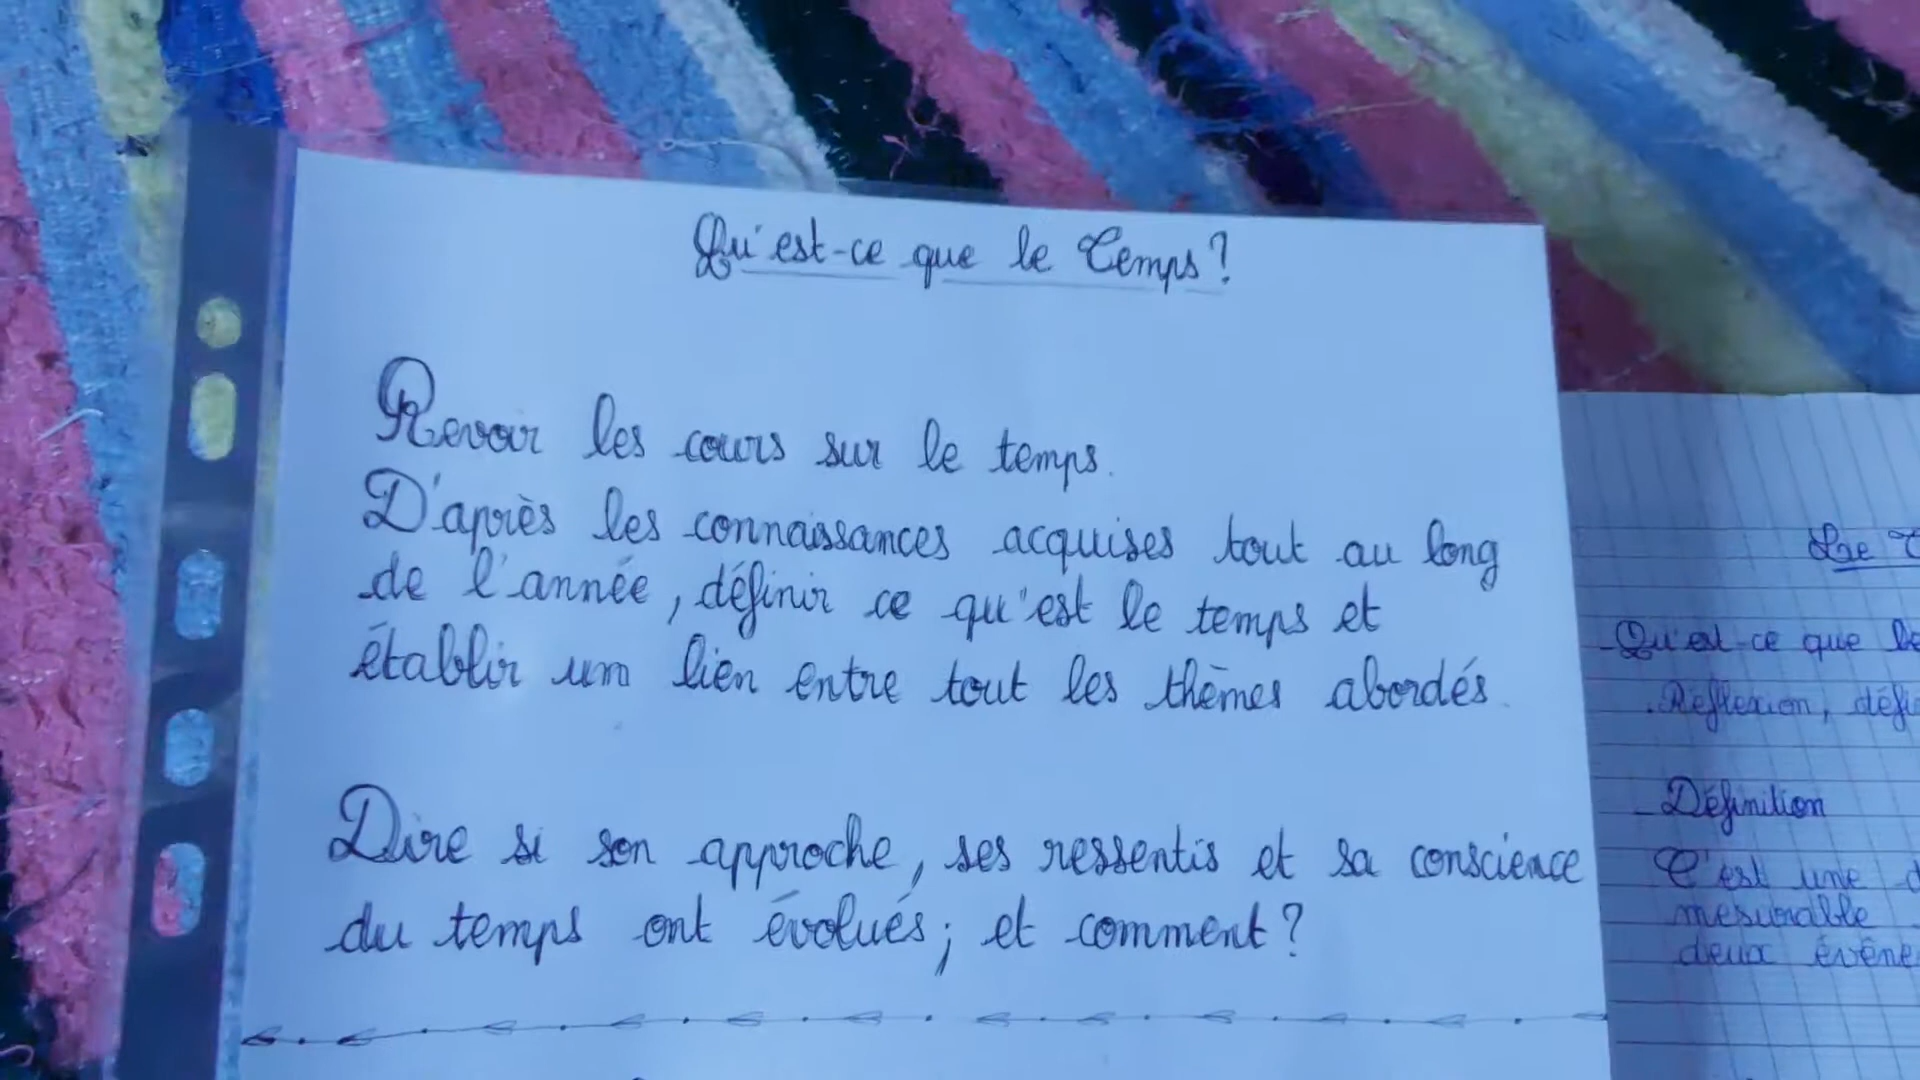 Qu'est-ce que le Temps?
Revoir les cours sur le temps.
D'après les connaissances acquises tout au long
de l'année, définir ce qu'est le temps et
établir un lien entre tout les thèmes abordés.
Dire si son approche, ses ressentis et sa conscience
du temps ont évolués; et comment?
Le
Qu'est-ce que
Réflexion,
Définition
C'est une
mesurable
deux